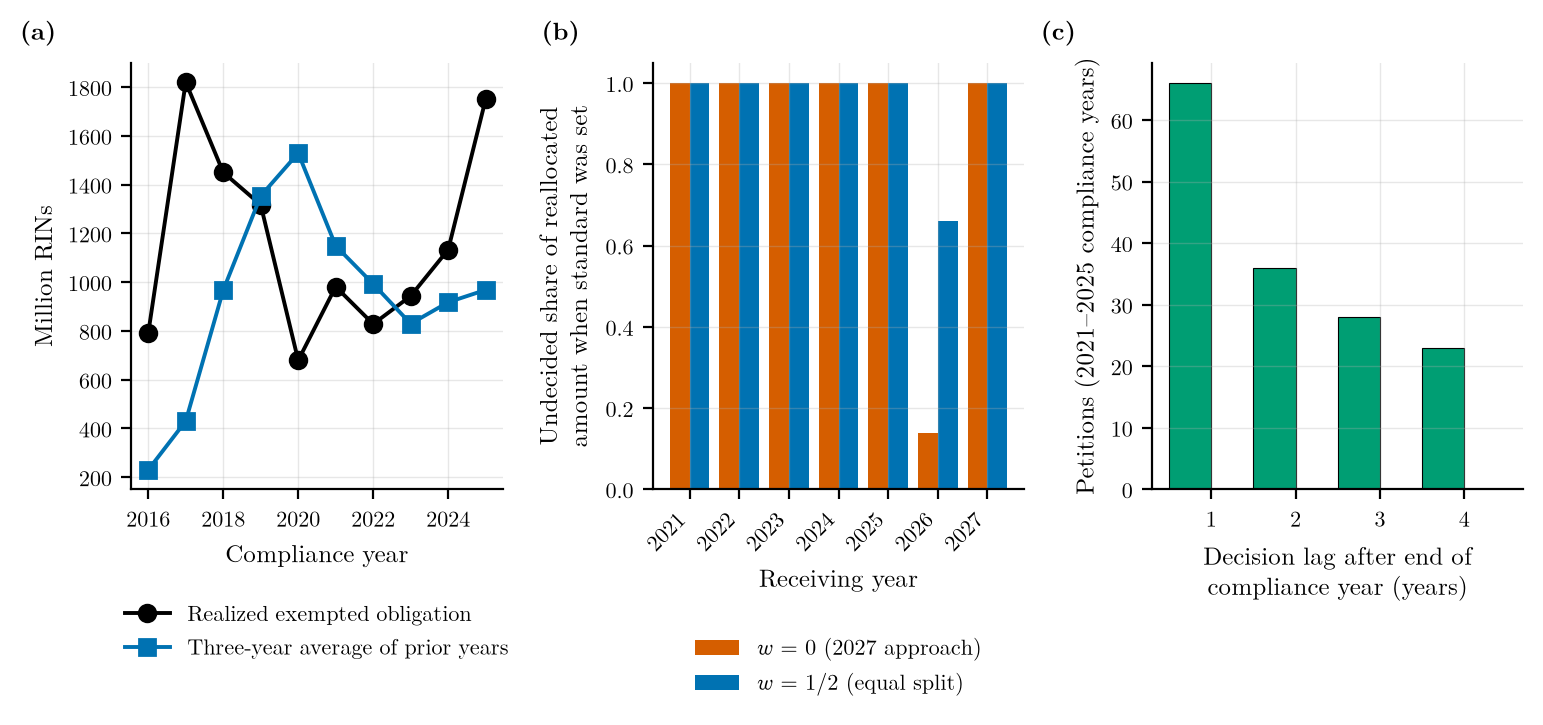 (a)
1800
1600
1400
1200
1000
800
600
400
200
Million RINs
2016
2018
2020
2022
2024
Compliance year
Realized exempted obligation
Three-year average of prior years
(b)
1.0
0.8
0.6
0.4
0.2
0.0
Undecided share of reallocated
amount when standard was set
2021
2022
2023
2024
2025
2026
2027
Receiving year
w = 0 (2027 approach)
w = 1/2 (equal split)
(c)
60
50
40
30
20
10
0
Petitions (2021–2025 compliance years)
1
2
3
4
Decision lag after end of
compliance year (years)